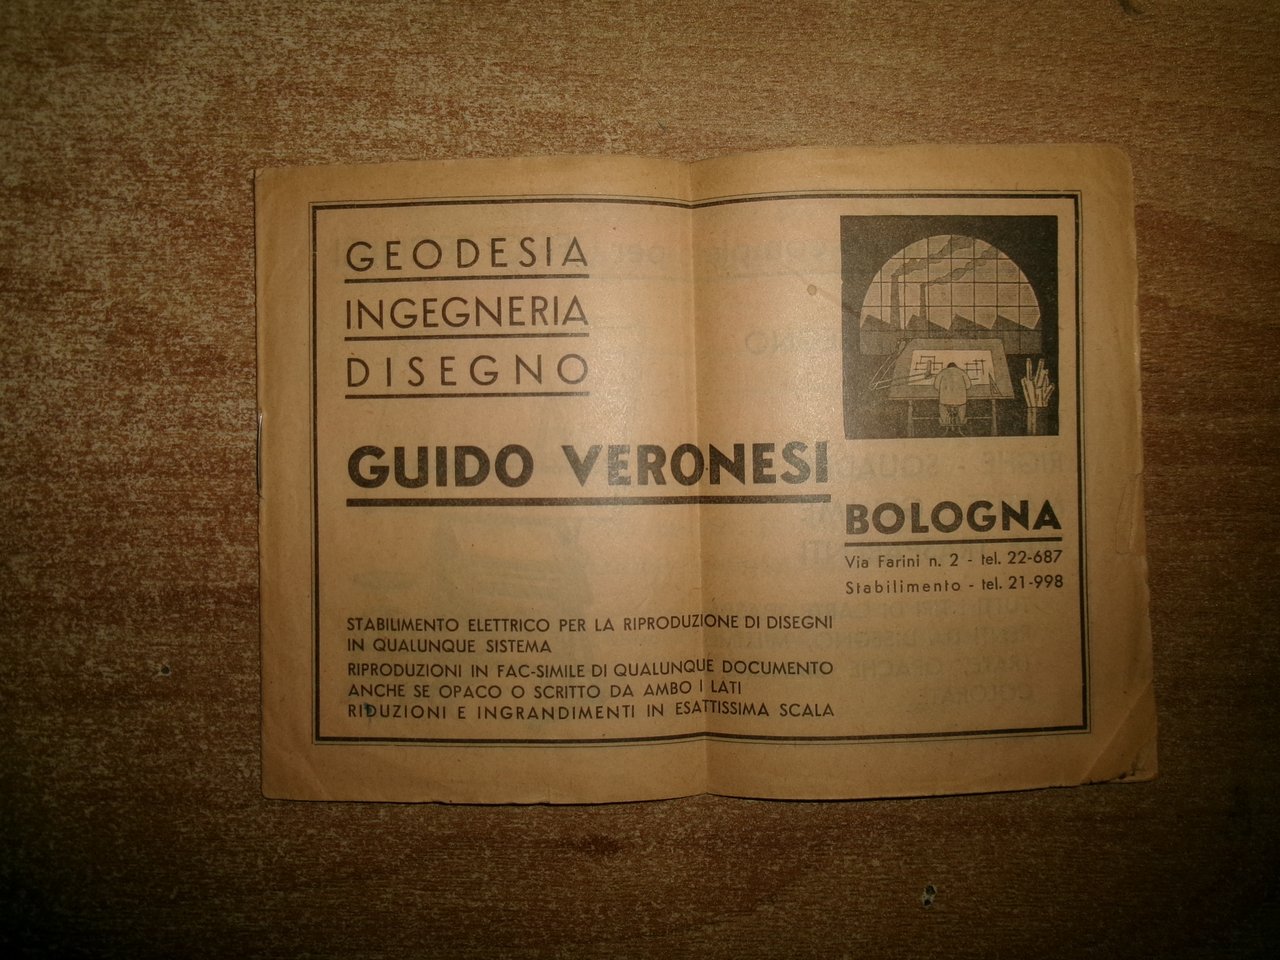 GEODESIA
INGEGNERIA
DISEGNO
GUIDO VERONESI
BOLOGNA
Via Farini n. 2 - tel. 22-687
Stabilimento - tel. 21-998
STABILIMENTO ELETTRICO PER LA RIPRODUZIONE DI DISEGNI
IN QUALUNQUE SISTEMA
RIPRODUZIONI IN FAC-SIMILE DI QUALUNQUE DOCUMENTO
ANCHE SE OPACO O SCRITTO DA AMBO I LATI
RIDUZIONI E INGRANDIMENTI IN ESATTISSIMA SCALA